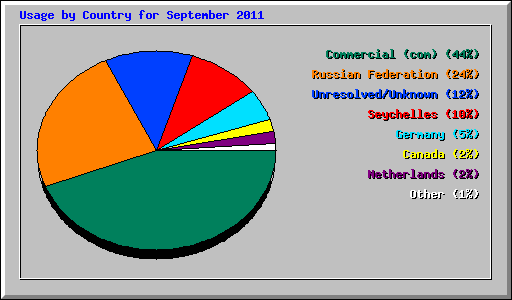 Usage by Country for September 2011
Commercial (com) (44%)
Russian Federation (24%)
Unresolved/Unknown (12%)
Seychelles (10%)
Germany (5%)
Canada (2%)
Netherlands (2%)
Other (1%)